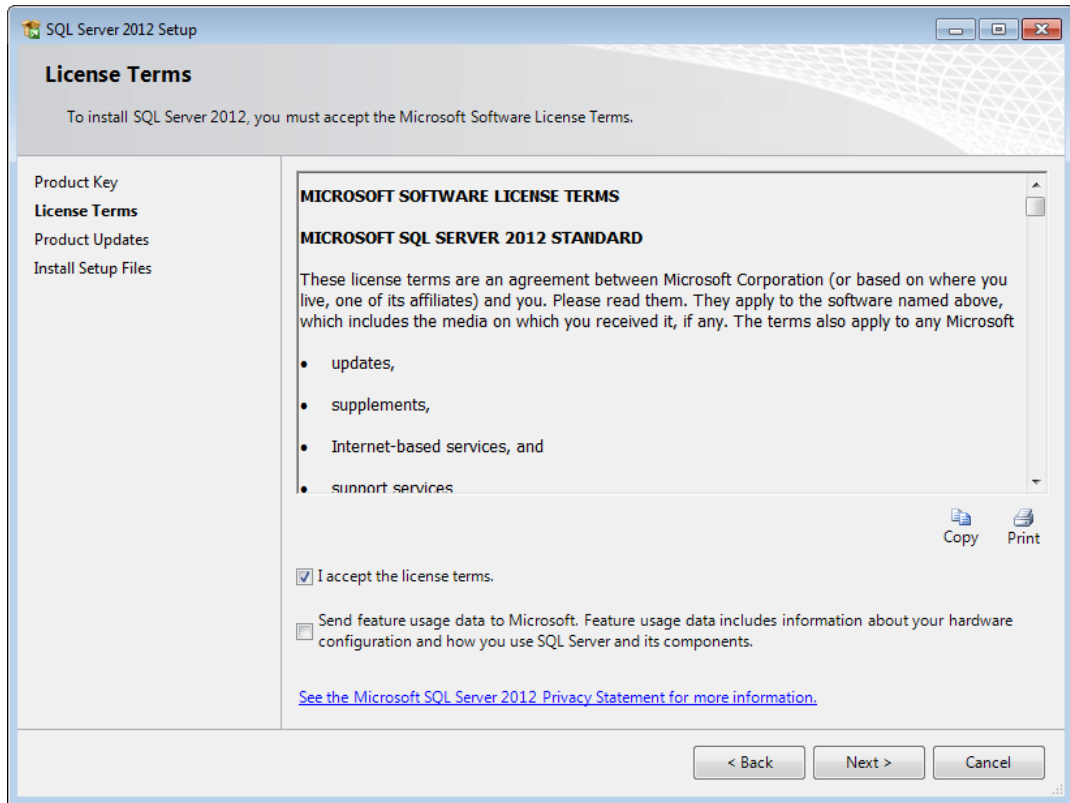 SQL Server 2012 Setup
License Terms
To install SQL Server 2012, you must accept the Microsoft Software License Terms.
Product Key
License Terms
Product Updates
Install Setup Files
MICROSOFT SOFTWARE LICENSE TERMS
MICROSOFT SQL SERVER 2012 STANDARD
These license terms are an agreement between Microsoft Corporation (or based on where you
live, one of its affiliates) and you. Please read them. They apply to the software named above,
which includes the media on which you received it, if any. The terms also apply to any Microsoft
• updates,
• supplements,
• Internet-based services, and
• support services
Copy Print
I accept the license terms.
Send feature usage data to Microsoft. Feature usage data includes information about your hardware
configuration and how you use SQL Server and its components.
See the Microsoft SQL Server 2012 Privacy Statement for more information.
< Back Next > Cancel